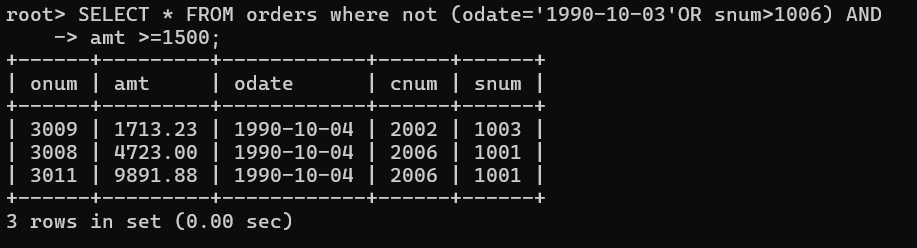 root> SELECT * FROM orders where not (odate='1990-10-03'OR snum>1006) AND
    -> amt >=1500;
+------+---------+------------+------+------+
| onum | amt     | odate      | cnum | snum |
+------+---------+------------+------+------+
| 3009 | 1713.23 | 1990-10-04 | 2002 | 1003 |
| 3008 | 4723.00 | 1990-10-04 | 2006 | 1001 |
| 3011 | 9891.88 | 1990-10-04 | 2006 | 1001 |
+------+---------+------------+------+------+
3 rows in set (0.00 sec)